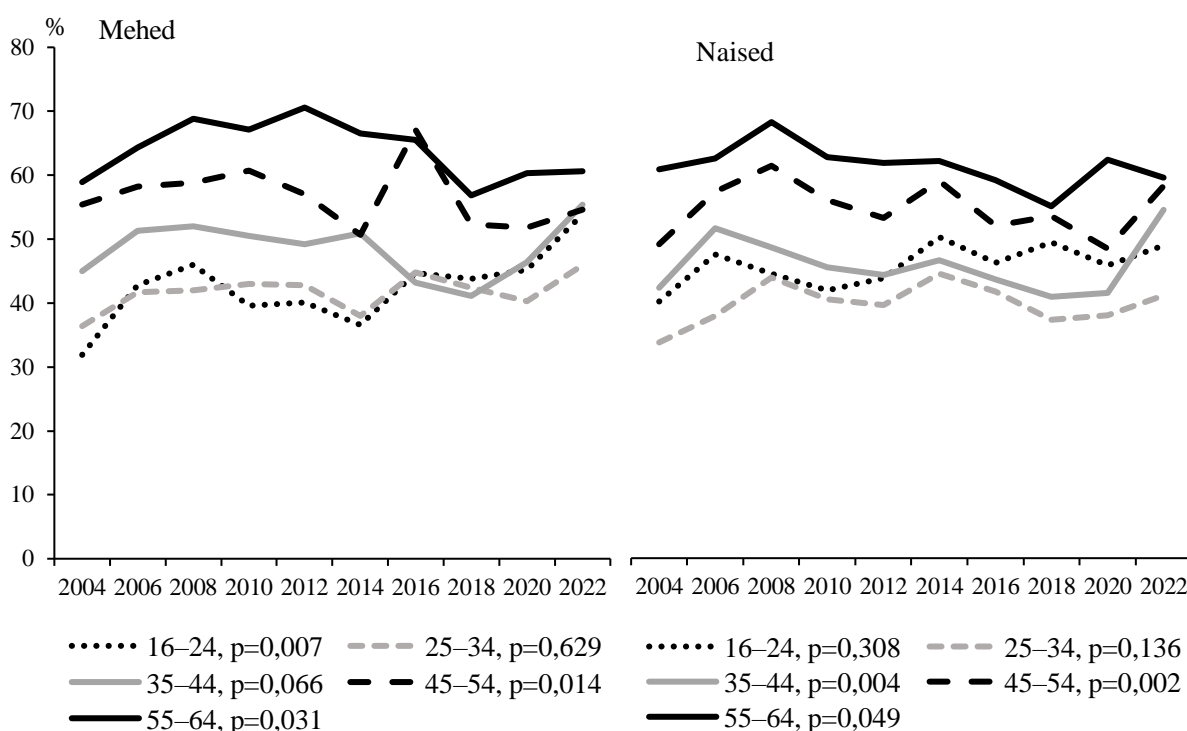 %
Mehed
Naised
80
70
60
50
40
30
20
10
0
2004 2006 2008 2010 2012 2014 2016 2018 2020 2022
2004 2006 2008 2010 2012 2014 2016 2018 2020 2022
16–24, p=0,007 25–34, p=0,629
35–44, p=0,066 45–54, p=0,014
55–64, p=0,031
16–24, p=0,308 25–34, p=0,136
35–44, p=0,004 45–54, p=0,002
55–64, p=0,049